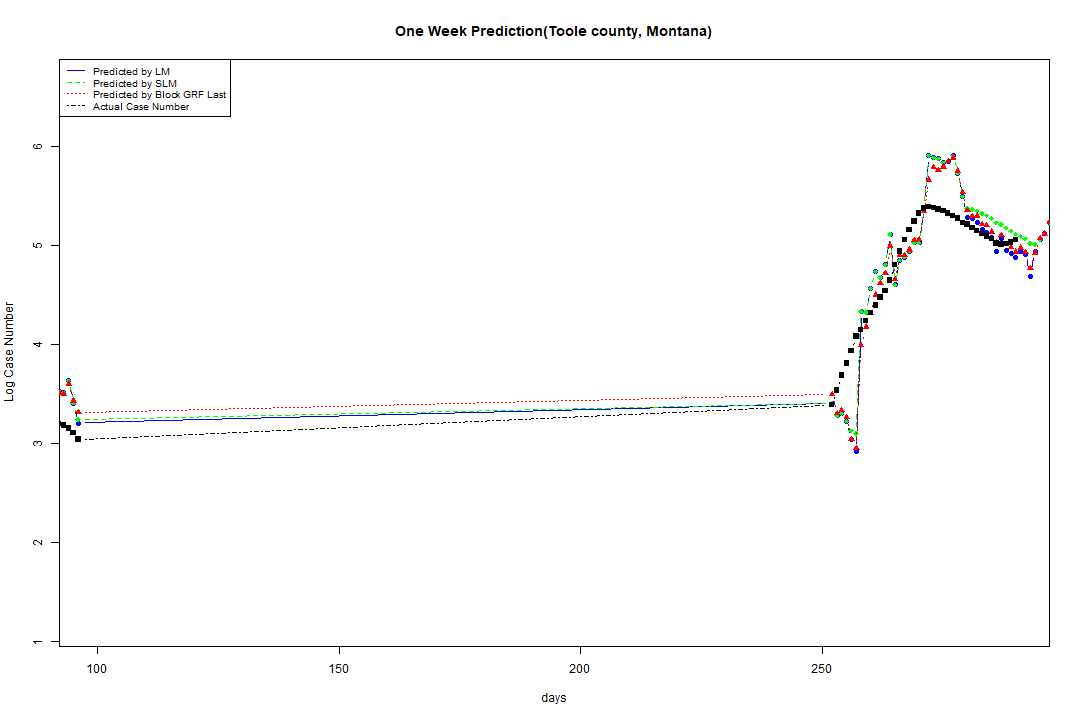 One Week Prediction(Toole county, Montana)
Predicted by LM
Predicted by SLM
Predicted by Block GRF Last
Actual Case Number
6
5
4
3
2
1
Log Case Number
100
150
200
250
days